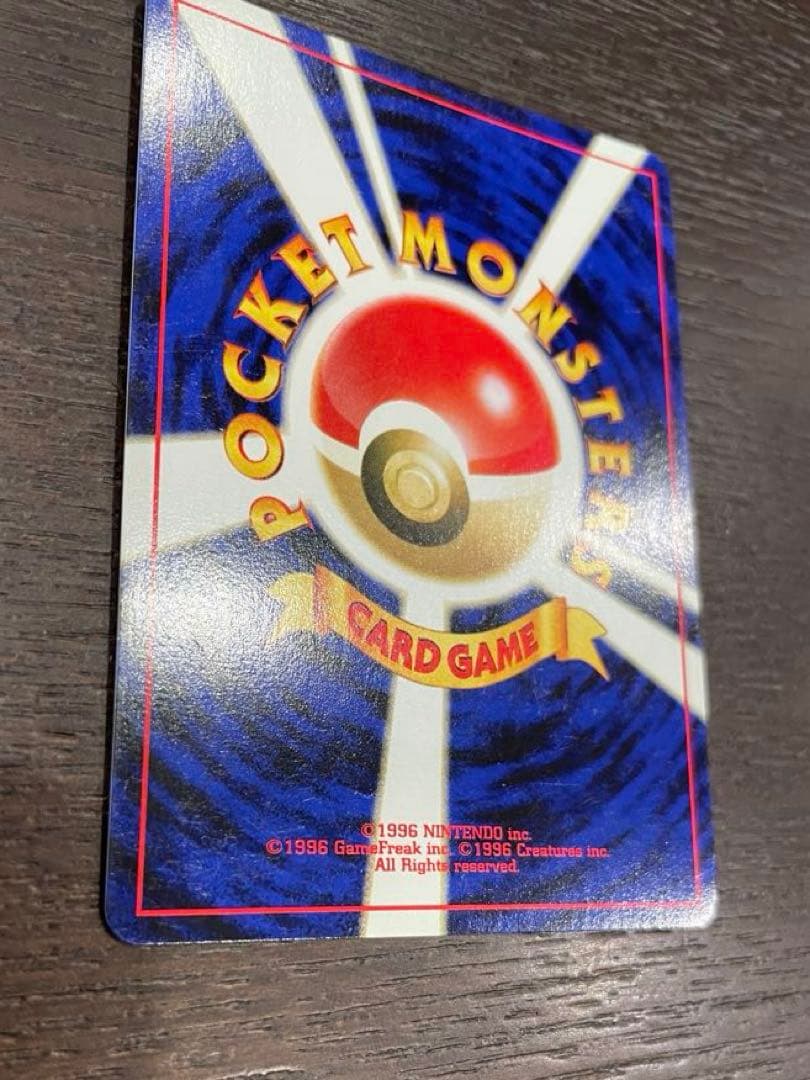 POCKET MONSTERS
CARD GAME
©1996 NINTENDO inc.
©1996 GameFreak inc. ©1996 Creatures inc.
All Rights reserved.